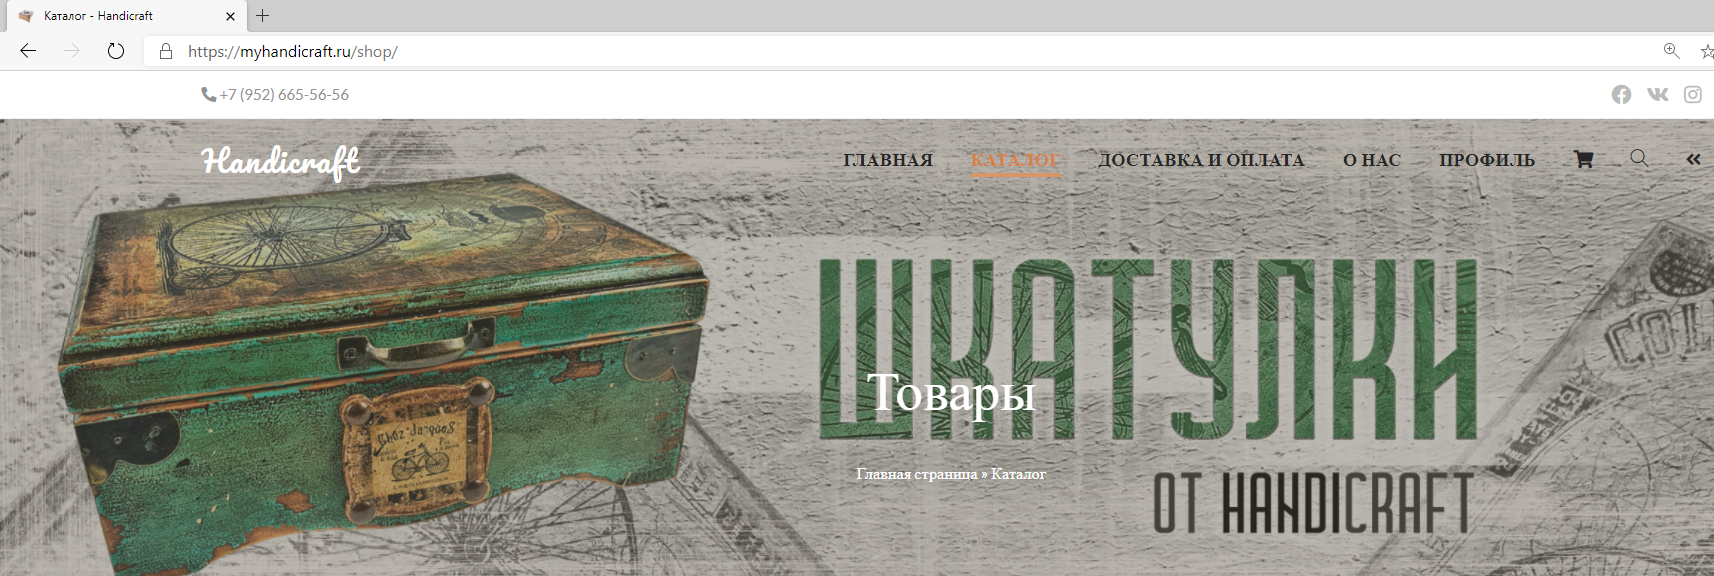 Каталог - Handicraft
https://myhandicraft.ru/shop/
+7 (952) 665-56-56
Handicraft
ГЛАВНАЯ
КАТАЛОГ
ДОСТАВКА И ОПЛАТА
О НАС
ПРОФИЛЬ
ШКАТУЛКИ
Товары
Главная страница » Каталог
ОТ HANDICRAFT